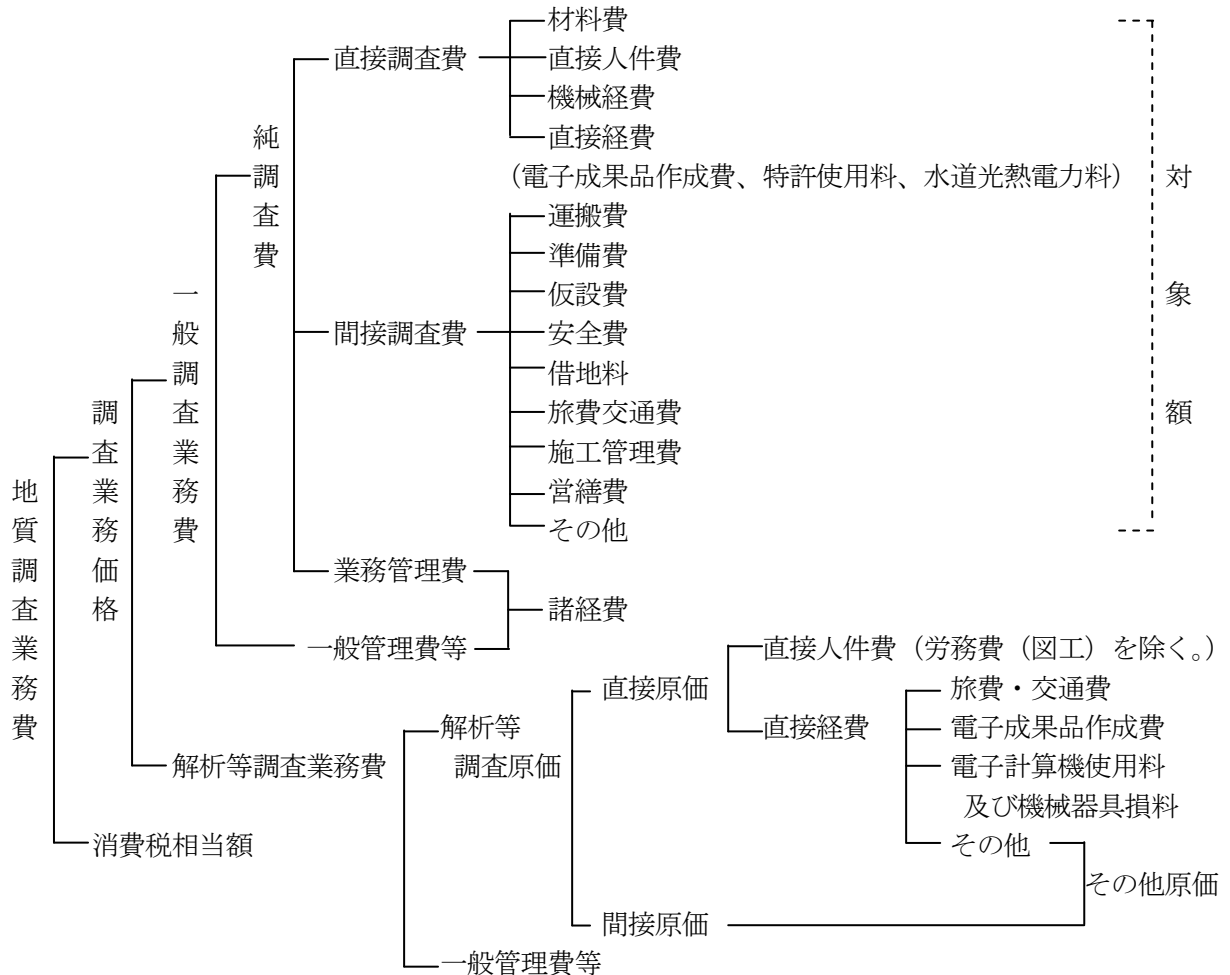 地質調査業務費
調査業務価格
一般調査業務費
純調査費
直接調査費
材料費
直接人件費
機械経費
直接経費
（電子成果品作成費、特許使用料、水道光熱電力料）
間接調査費
運搬費
準備費
仮設費
安全費
借地料
旅費交通費
施工管理費
営繕費
その他
対象額
業務管理費
一般管理費等
諸経費
解析等調査業務費
解析等
調査原価
直接原価
直接人件費（労務費（図工）を除く。）
直接経費
旅費・交通費
電子成果品作成費
電子計算機使用料
及び機械器具損料
その他
その他原価
間接原価
一般管理費等
消費税相当額